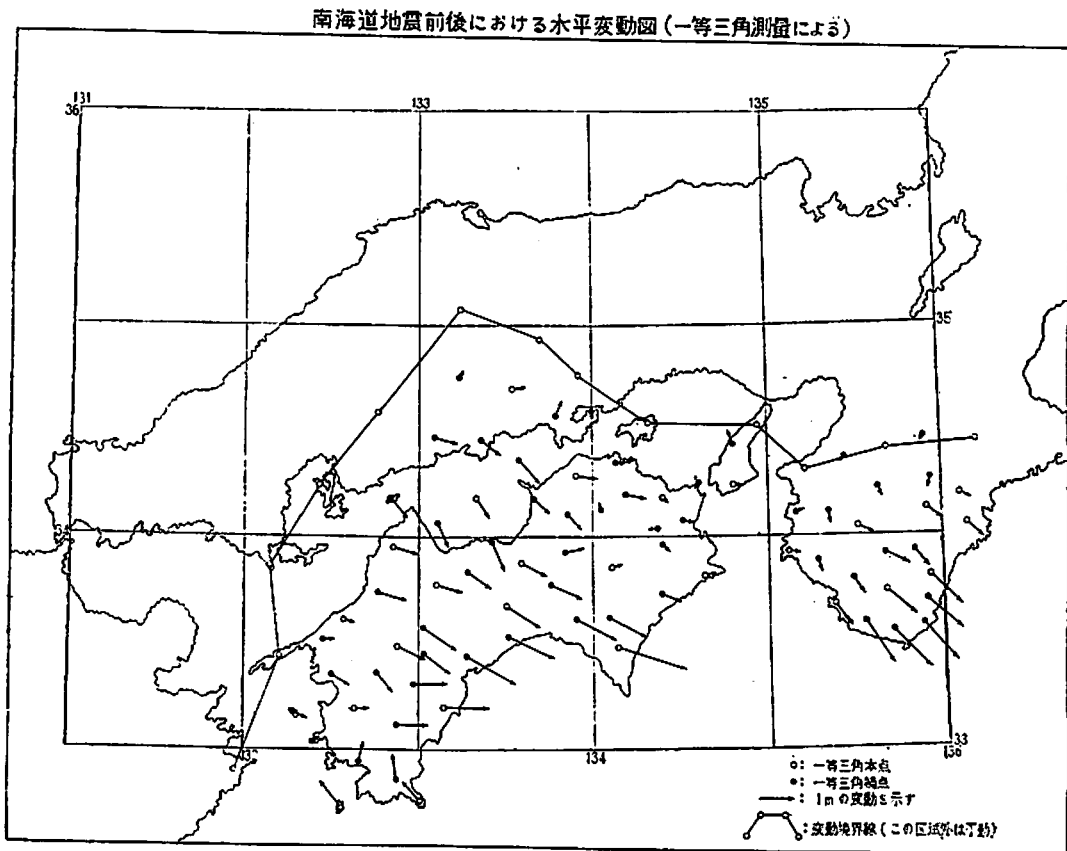 南海道地震前後における水平変動図(一等三角測量による)
131
36
133
135
35
132
134
33
136
○: 一等三角本点
●: 一等三角補点
: 1mの変動を示す
: 変動境界線(この区域外は不動)